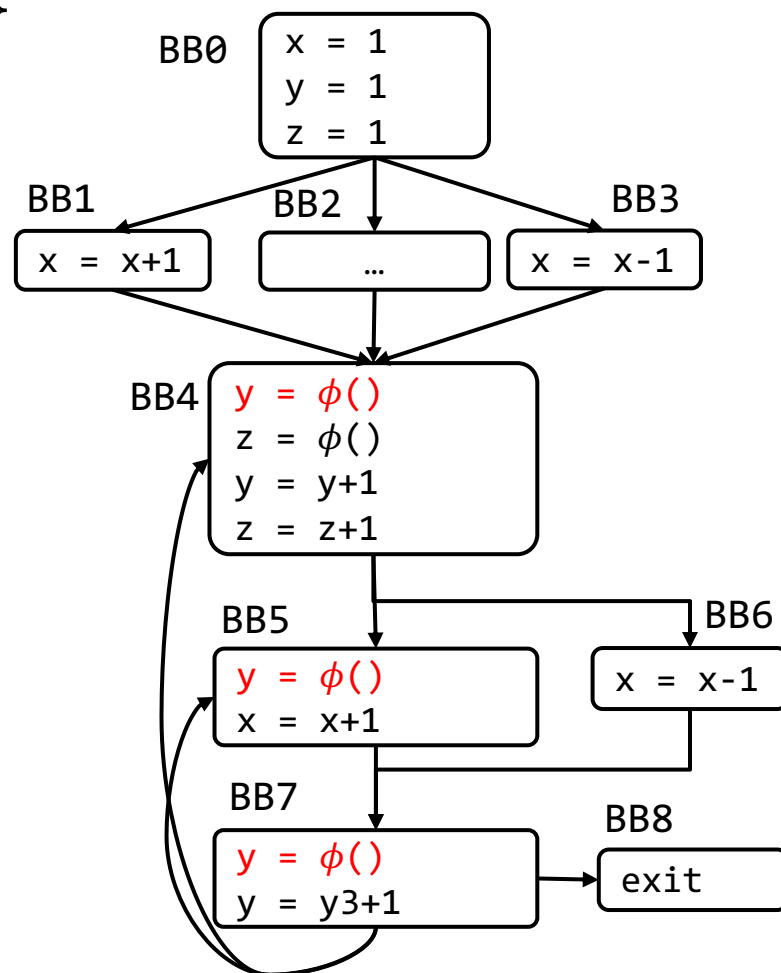 BB0
x = 1
y = 1
z = 1
BB1
BB2
BB3
x = x+1
…
x = x-1
BB4
y = ϕ()
z = ϕ()
y = y+1
z = z+1
BB5
BB6
y = ϕ()
x = x+1
x = x-1
BB7
BB8
y = ϕ()
y = y3+1
exit